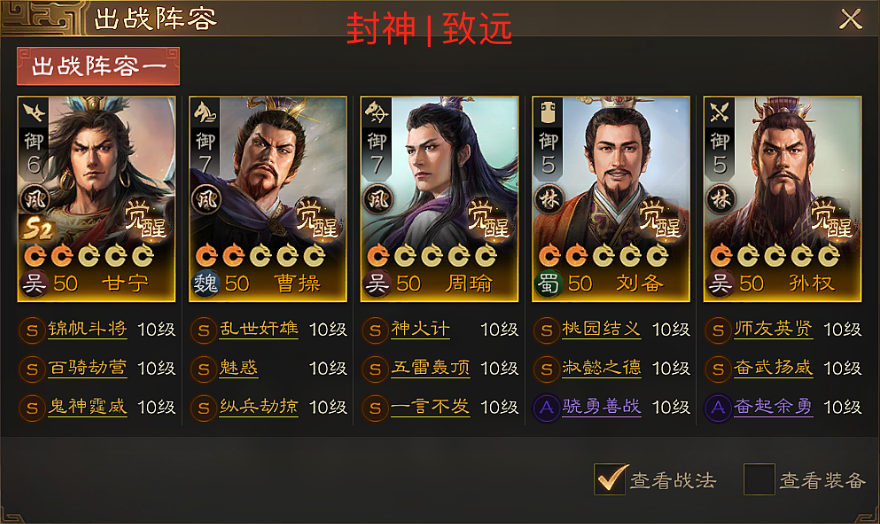 出战阵容
封神 | 致远
出战阵容一
御 6 风 S2 觉醒 吴 50 甘宁
御 7 风 觉醒 魏 50 曹操
御 7 风 觉醒 吴 50 周瑜
御 5 林 觉醒 蜀 50 刘备
御 5 林 觉醒 吴 50 孙权
S 锦帆斗将 10级 S 乱世奸雄 10级 S 神火计 10级 S 桃园结义 10级 S 师友英贤 10级
S 百骑劫营 10级 S 魅惑 10级 S 五雷轰顶 10级 S 淑懿之德 10级 S 奋武扬威 10级
S 鬼神霆威 10级 S 纵兵劫掠 10级 S 一言不发 10级 A 骁勇善战 10级 A 奋起余勇 10级
查看战法 查看装备